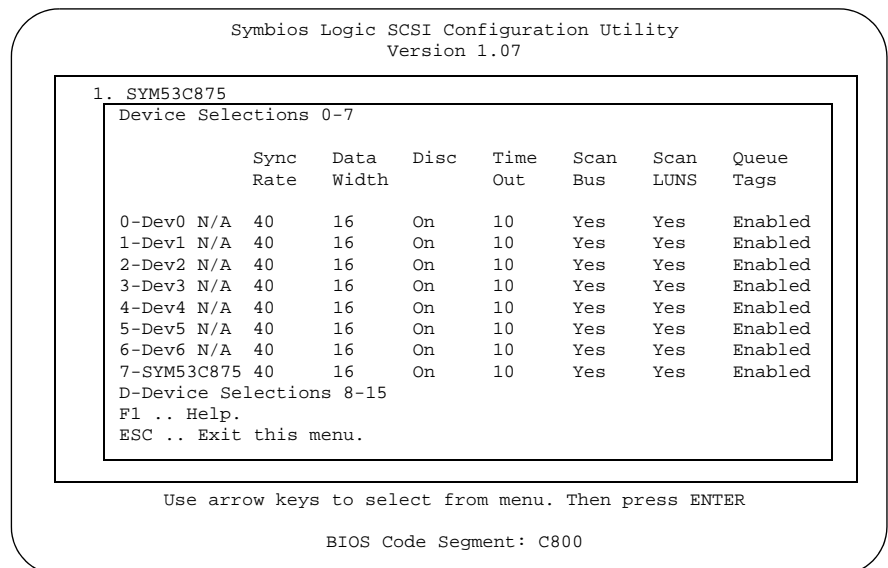 Symbios Logic SCSI Configuration Utility
Version 1.07
1. SYM53C875
Device Selections 0-7
Sync Data Disc Time Scan Scan Queue
Rate Width Out Bus LUNS Tags
0-Dev0 N/A 40 16 On 10 Yes Yes Enabled
1-Dev1 N/A 40 16 On 10 Yes Yes Enabled
2-Dev2 N/A 40 16 On 10 Yes Yes Enabled
3-Dev3 N/A 40 16 On 10 Yes Yes Enabled
4-Dev4 N/A 40 16 On 10 Yes Yes Enabled
5-Dev5 N/A 40 16 On 10 Yes Yes Enabled
6-Dev6 N/A 40 16 On 10 Yes Yes Enabled
7-SYM53C875 40 16 On 10 Yes Yes Enabled
D-Device Selections 8-15
F1 .. Help.
ESC .. Exit this menu.
Use arrow keys to select from menu. Then press ENTER
BIOS Code Segment: C800